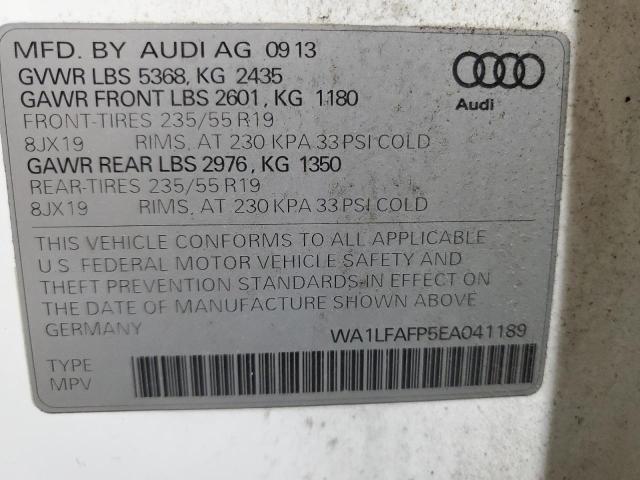 MFD. BY AUDI AG 09 13
GVWR LBS 5368, KG 2435
GAWR FRONT LBS 2601, KG 1180
FRONT-TIRES 235/55 R19
8JX19 RIMS, AT 230 KPA 33 PSI COLD
GAWR REAR LBS 2976, KG 1350
REAR-TIRES 235/55 R19
8JX19 RIMS, AT 230 KPA 33 PSI COLD
Audi
THIS VEHICLE CONFORMS TO ALL APPLICABLE
U.S. FEDERAL MOTOR VEHICLE SAFETY AND
THEFT PREVENTION STANDARDS IN EFFECT ON
THE DATE OF MANUFACTURE SHOWN ABOVE
GERMANY
WA1LFAFP5EA041189
TYPE
MPV